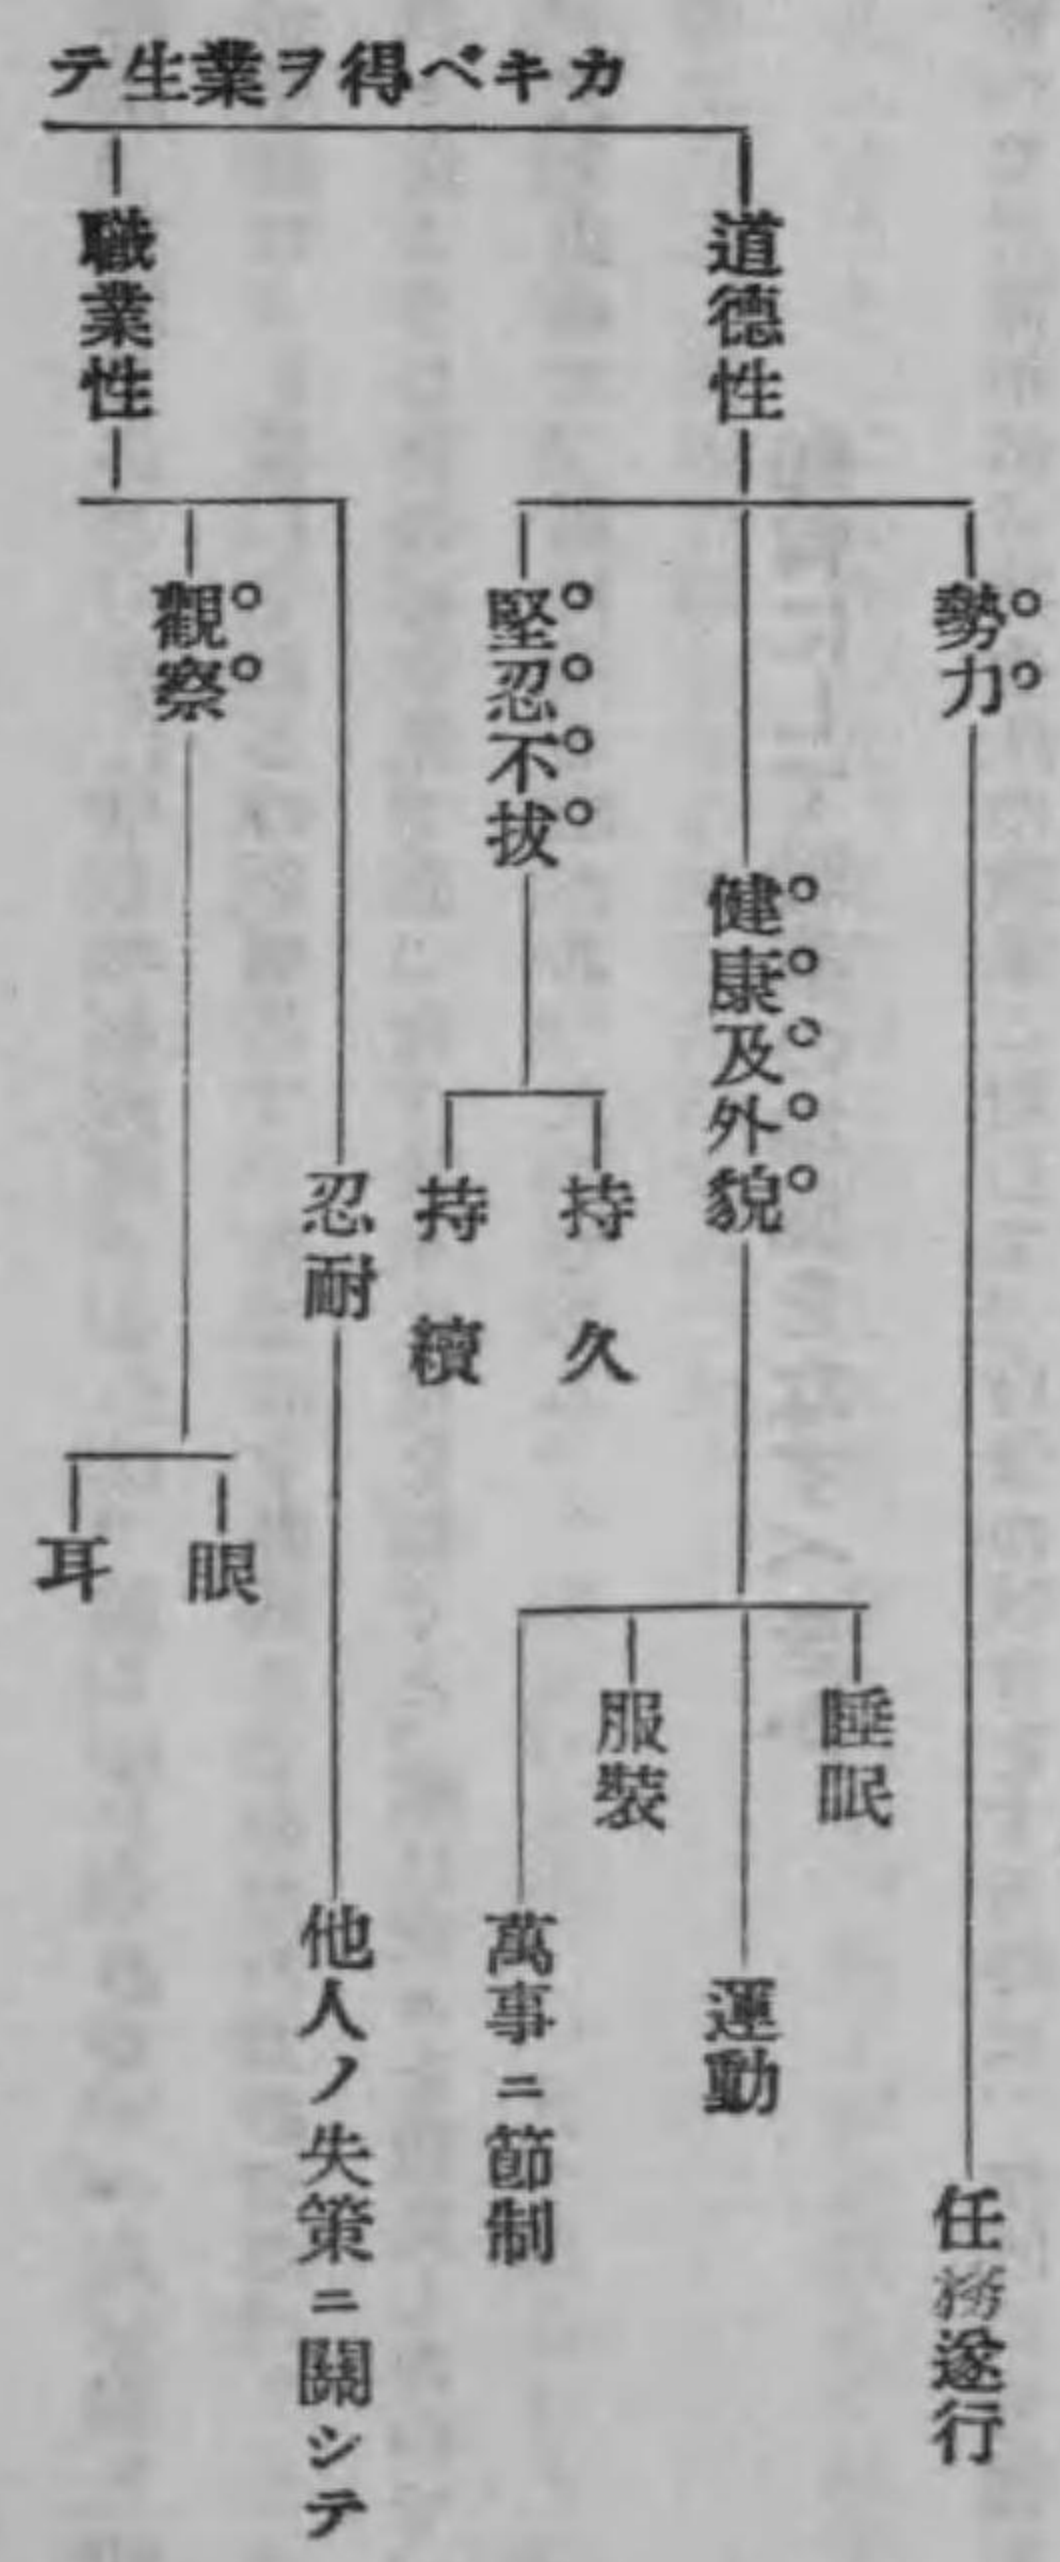 カキベ得ヲ業生テ
道德性
勢力
任務遂行
健康及外貌
睡眠
運動
服裝
萬事ニ節制
堅忍不拔
持久
持續
職業性
忍耐
他人ノ失策ニ關シテ
觀察
眼
耳